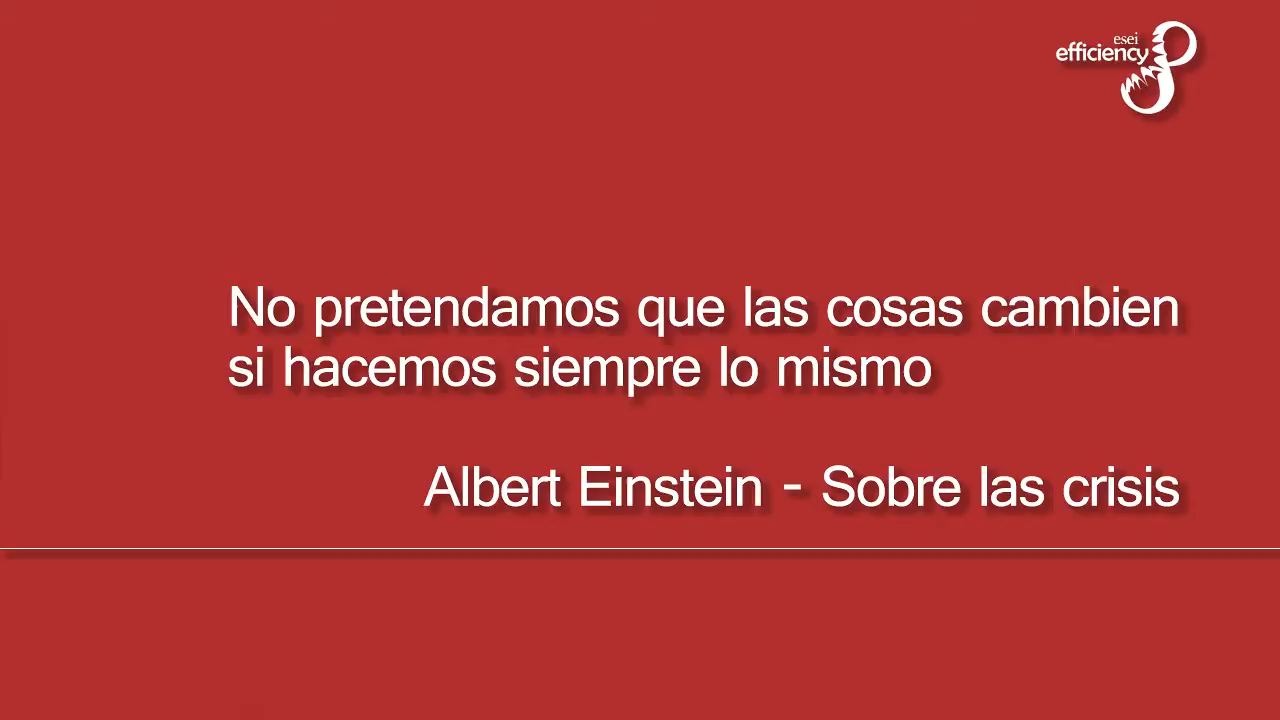 esei
efficiency
No pretendamos que las cosas cambien
si hacemos siempre lo mismo
Albert Einstein - Sobre las crisis